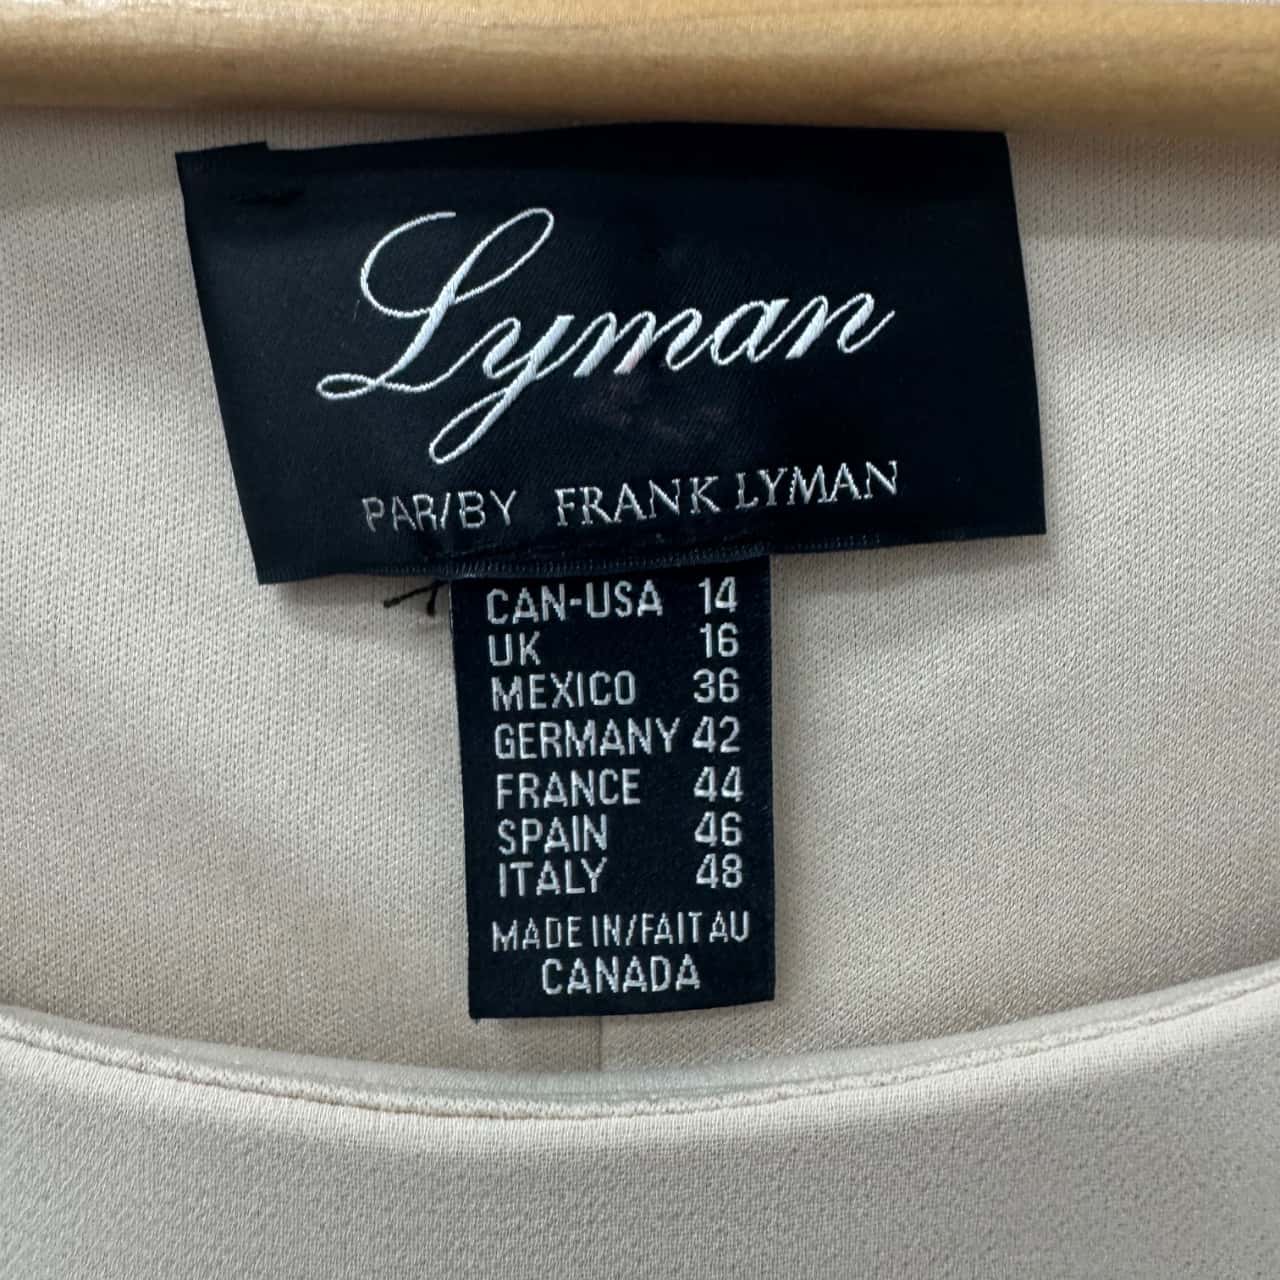 Lyman
PAR/BY FRANK LYMAN
CAN-USA 14
UK 16
MEXICO 36
GERMANY 42
FRANCE 44
SPAIN 46
ITALY 48
MADE IN/FAIT AU
CANADA